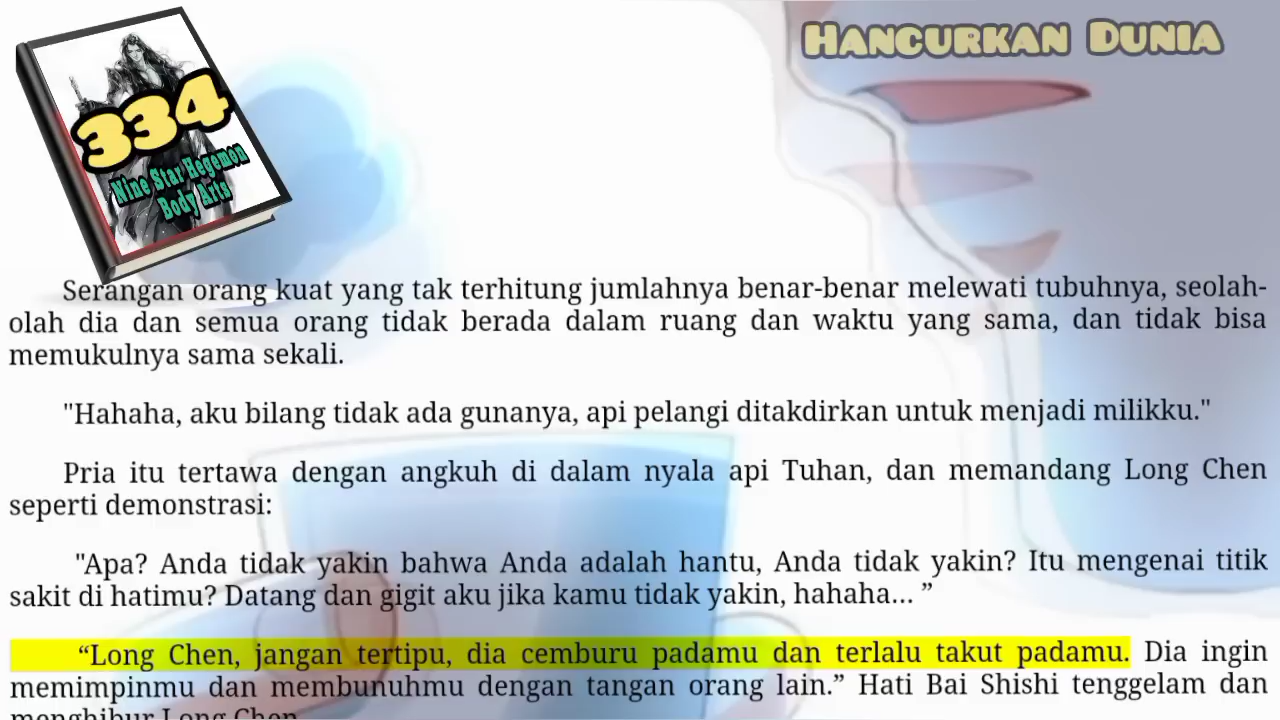 HANCURKAN DUNIA
334
Nine Star Hegemon
Body Arts
Serangan orang kuat yang tak terhitung jumlahnya benar-benar melewati tubuhnya, seolah-
olah dia dan semua orang tidak berada dalam ruang dan waktu yang sama, dan tidak bisa
memukulnya sama sekali.
"Hahaha, aku bilang tidak ada gunanya, api pelangi ditakdirkan untuk menjadi milikku."
Pria itu tertawa dengan angkuh di dalam nyala api Tuhan, dan memandang Long Chen
seperti demonstrasi:
"Apa? Anda tidak yakin bahwa Anda adalah hantu, Anda tidak yakin? Itu mengenai titik
sakit di hatimu? Datang dan gigit aku jika kamu tidak yakin, hahaha... ”
“Long Chen, jangan tertipu, dia cemburu padamu dan terlalu takut padamu. Dia ingin
memimpinmu dan membunuhmu dengan tangan orang lain.” Hati Bai Shishi tenggelam dan
menghibur Long Chen